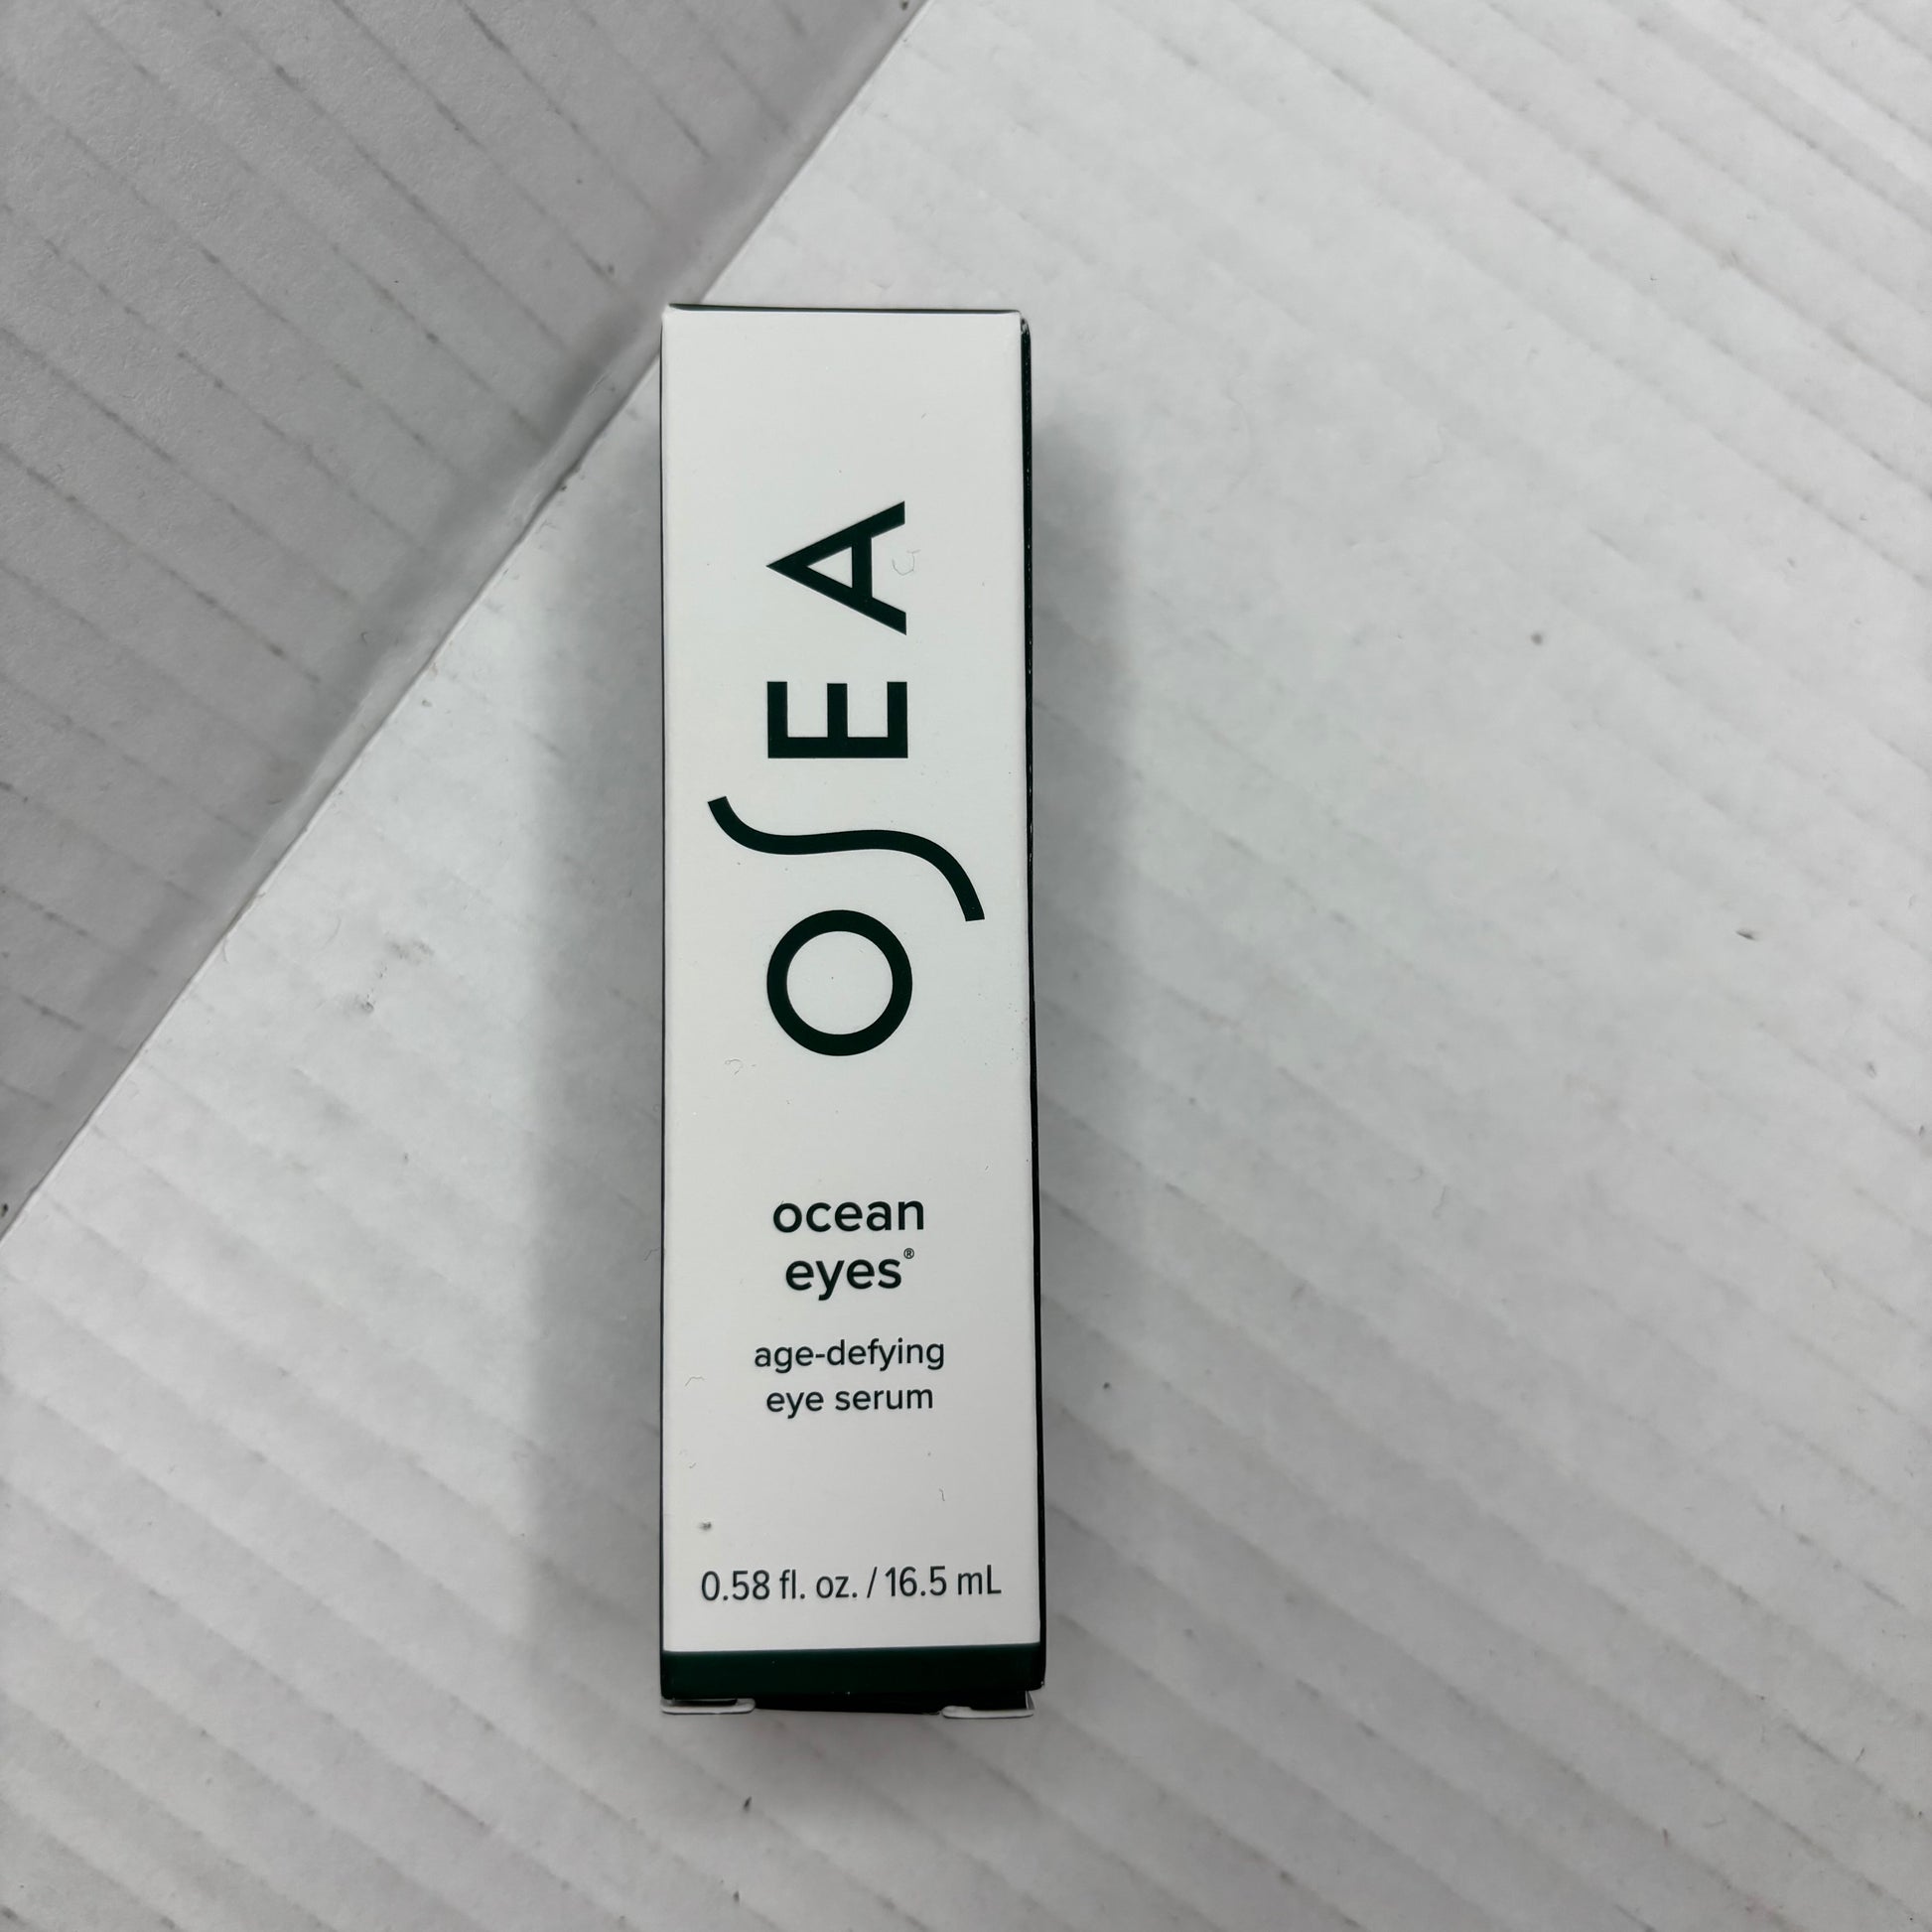 OSEA
ocean
eyes®
age-defying
eye serum
0.58 fl. oz. / 16.5 mL